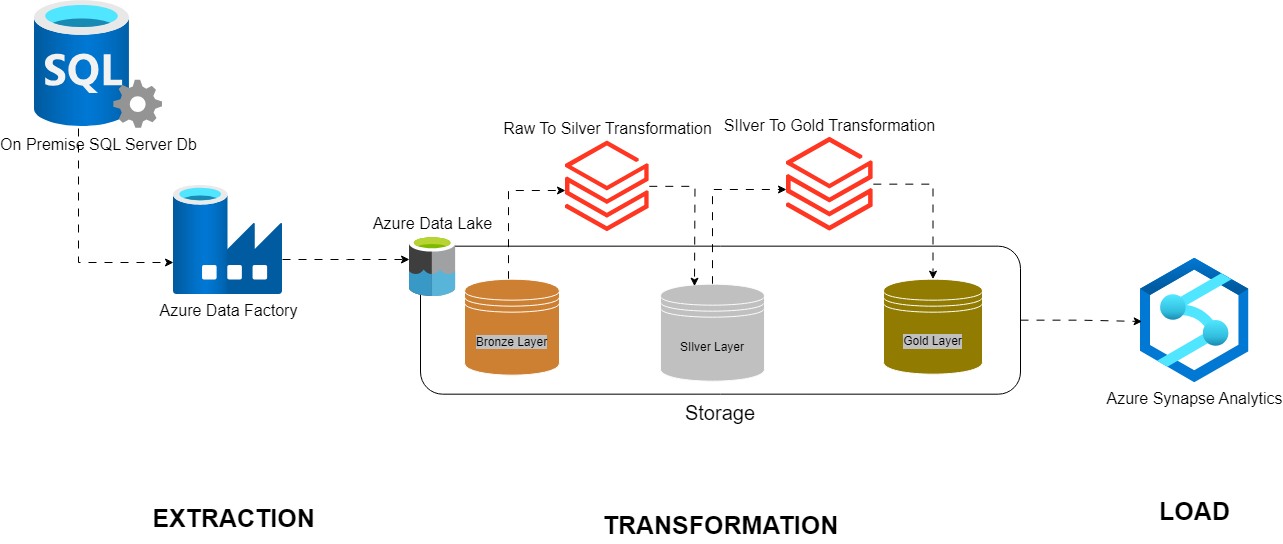 SQL
On Premise SQL Server Db
Raw To Silver Transformation
SIlver To Gold Transformation
Azure Data Lake
Azure Data Factory
Bronze Layer
SIlver Layer
Gold Layer
Storage
Azure Synapse Analytics
EXTRACTION
TRANSFORMATION
LOAD